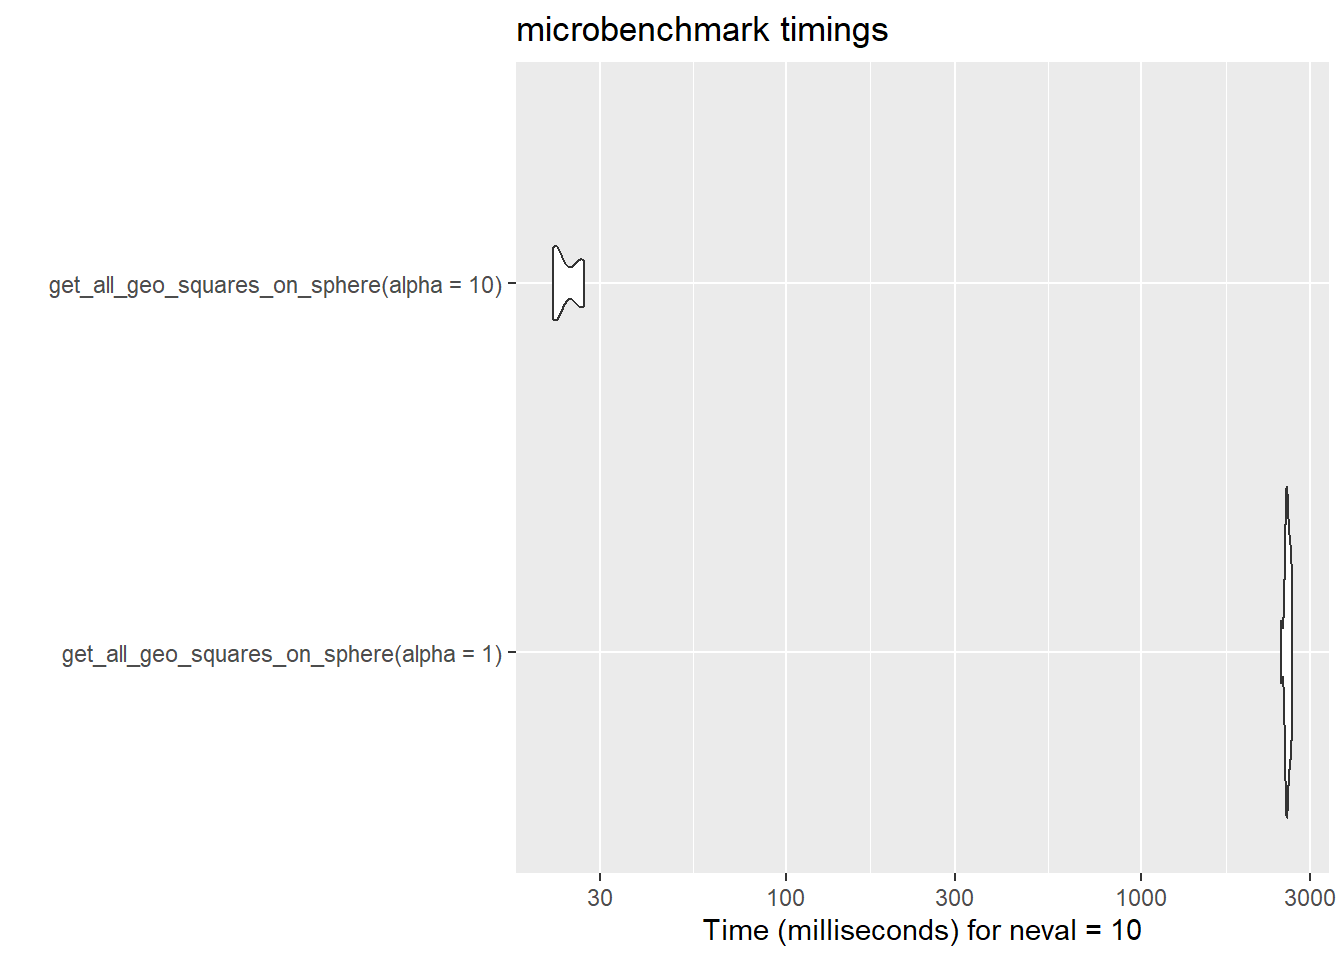 microbenchmark timings
get_all_geo_squares_on_sphere(alpha = 10)
get_all_geo_squares_on_sphere(alpha = 1)
30 100 300 1000 3000
Time (milliseconds) for neval = 10